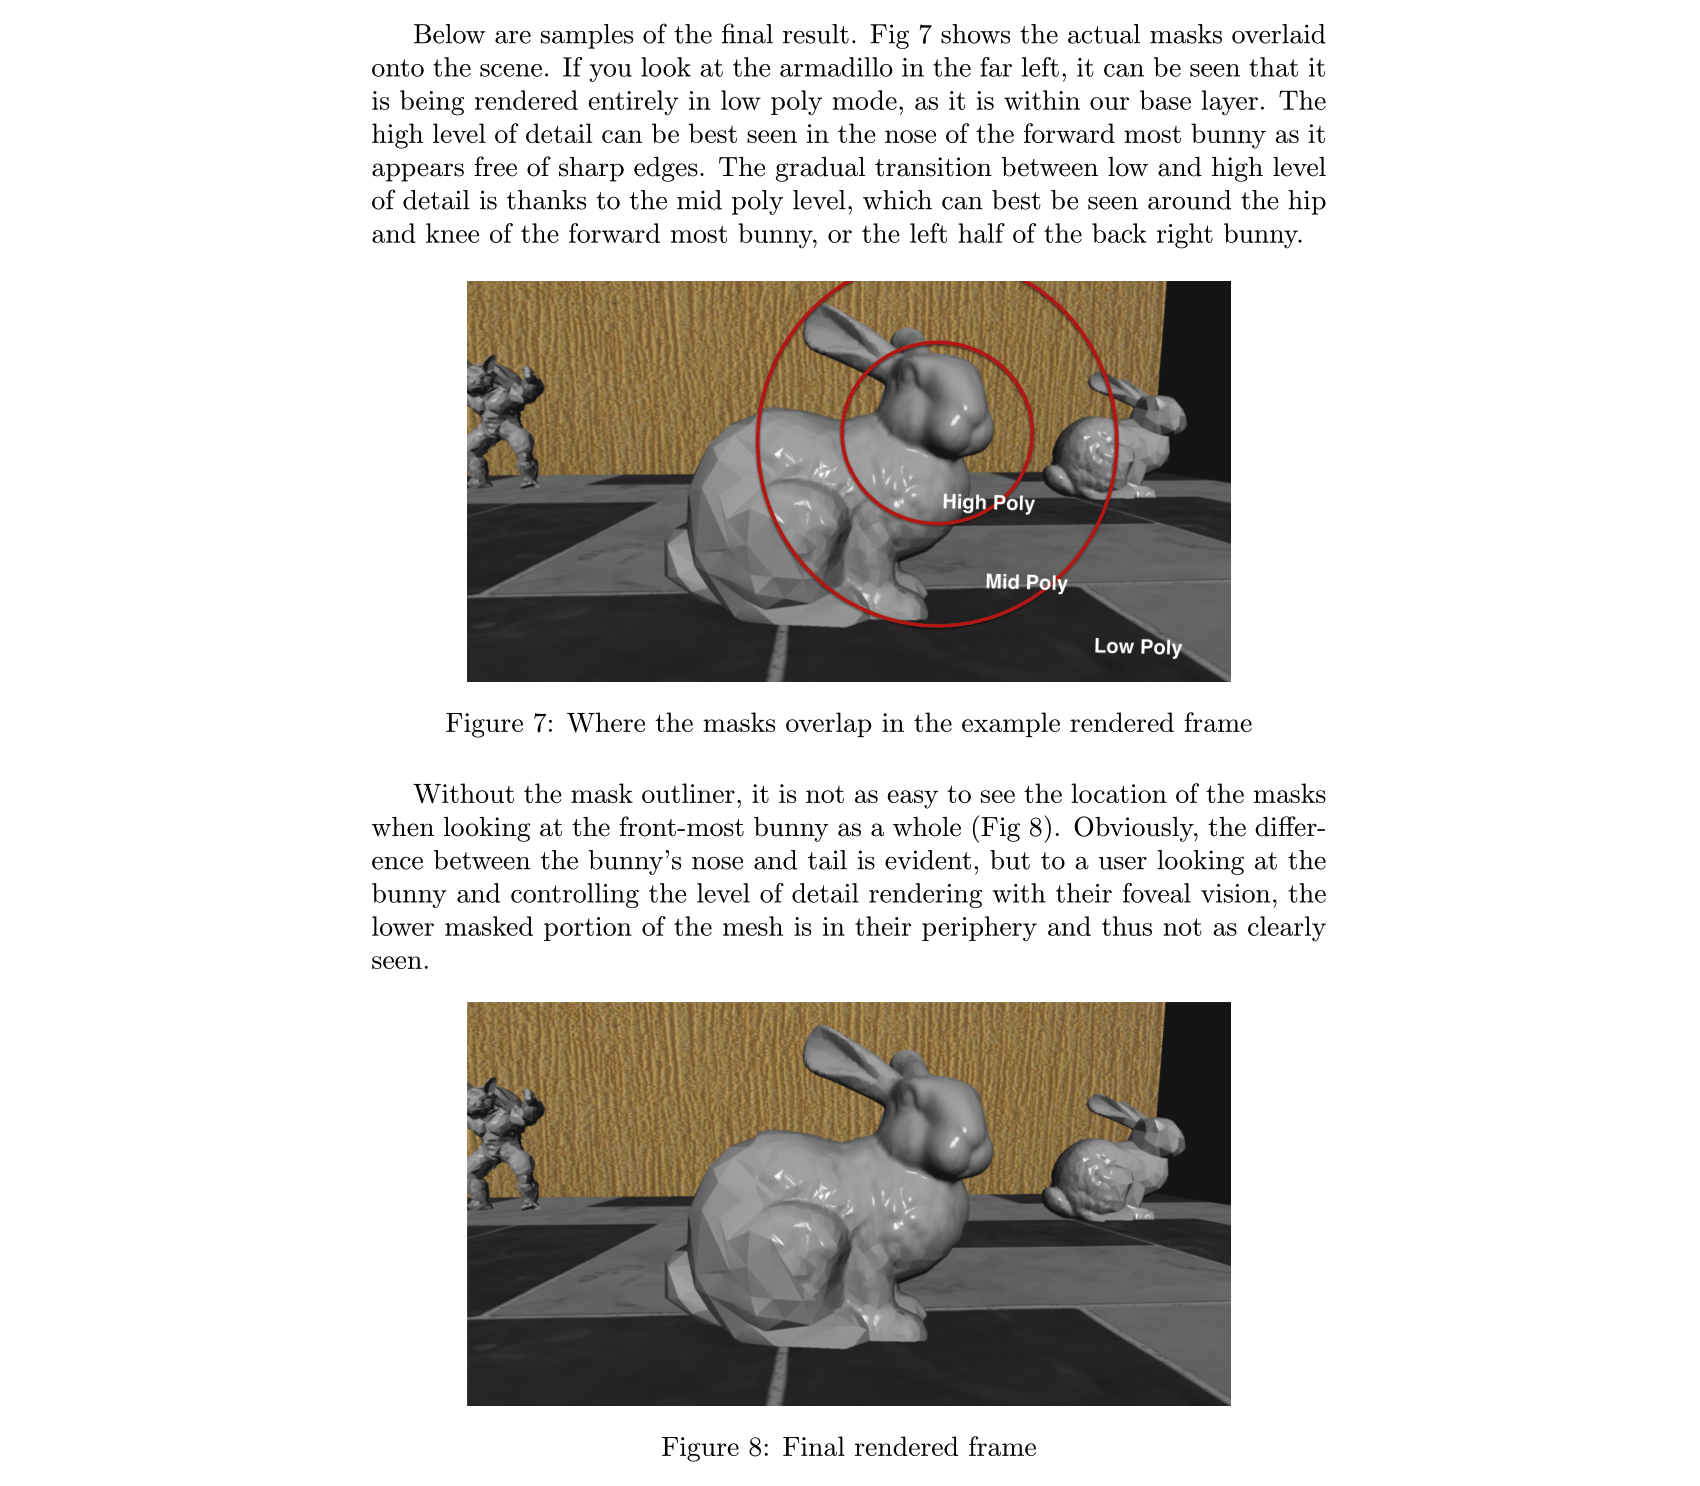 Below are samples of the final result. Fig 7 shows the actual masks overlaid
onto the scene. If you look at the armadillo in the far left, it can be seen that it
is being rendered entirely in low poly mode, as it is within our base layer. The
high level of detail can be best seen in the nose of the forward most bunny as it
appears free of sharp edges. The gradual transition between low and high level
of detail is thanks to the mid poly level, which can best be seen around the hip
and knee of the forward most bunny, or the left half of the back right bunny.
High Poly
Mid Poly
Low Poly
Figure 7: Where the masks overlap in the example rendered frame
Without the mask outliner, it is not as easy to see the location of the masks
when looking at the front-most bunny as a whole (Fig 8). Obviously, the differ-
ence between the bunny's nose and tail is evident, but to a user looking at the
bunny and controlling the level of detail rendering with their foveal vision, the
lower masked portion of the mesh is in their periphery and thus not as clearly
seen.
Figure 8: Final rendered frame